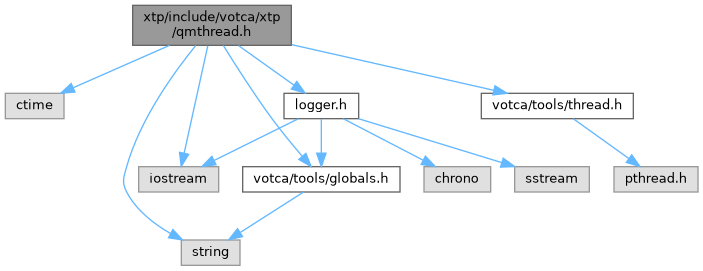 xtp/include/votca/xtp
/qmthread.h
ctime
logger.h
votca/tools/thread.h
iostream
votca/tools/globals.h
chrono
sstream
pthread.h
string